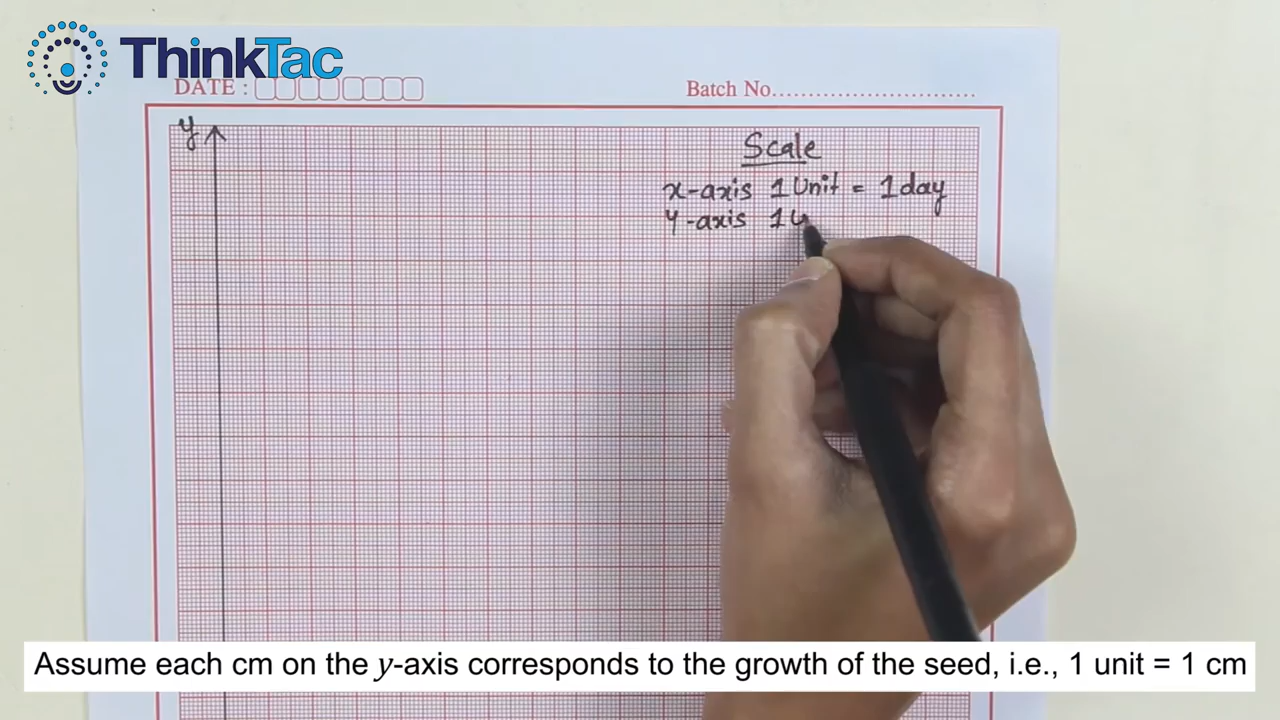 ThinkTac
DATE :
Batch No..............................
y
Scale
x-axis 1 Unit = 1 day
y-axis 1 u
Assume each cm on the y-axis corresponds to the growth of the seed, i.e., 1 unit = 1 cm